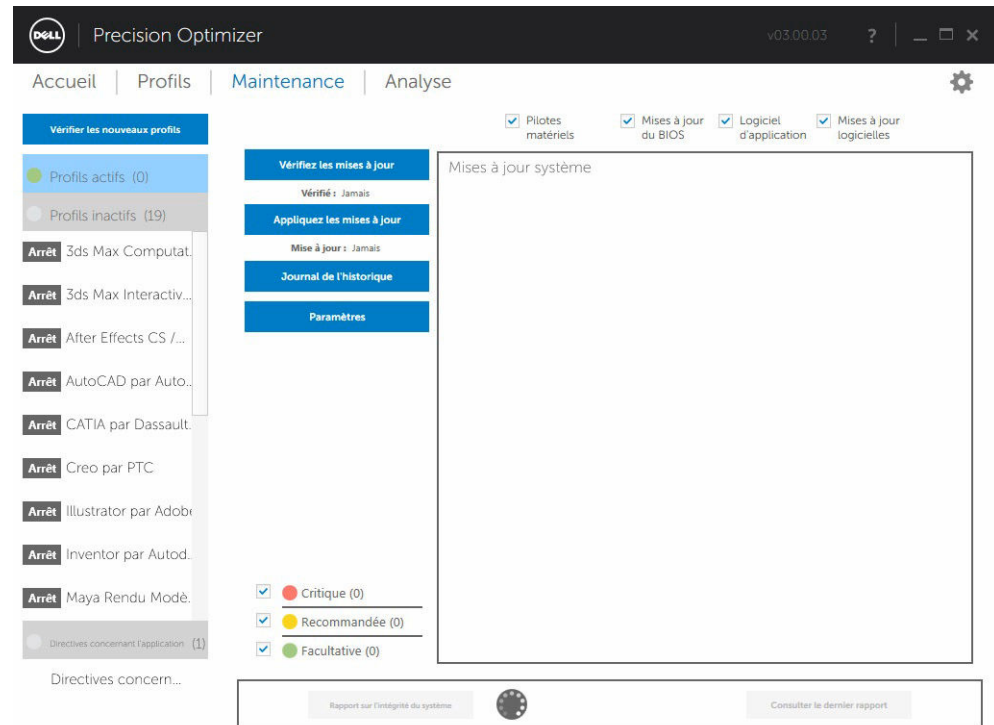 DELL
Precision Optimizer
v03.00.03
?
Accueil
Profils
Maintenance
Analyse
Vérifier les nouveaux profils
Pilotes
matériels
Mises à jour
du BIOS
Logiciel
d'application
Mises à jour
logicielles
Profils actifs (0)
Profils inactifs (19)
Arrêt 3ds Max Computat.
Arrêt 3ds Max Interactiv...
Arrêt After Effects CS /...
Arrêt AutoCAD par Auto..
Arrêt CATIA par Dassault.
Arrêt Creo par PTC
Arrêt Illustrator par Adobe
Arrêt Inventor par Autod.
Arrêt Maya Rendu Modè.
Directives concernant l'application (1)
Directives concern...
Vérifiez les mises à jour
Vérifié : Jamais
Appliquez les mises à jour
Mise à jour : Jamais
Journal de l'historique
Paramètres
Mises à jour système
Critique (0)
Recommandée (0)
Facultative (0)
Rapport sur l'intégrité du système
Consulter le dernier rapport